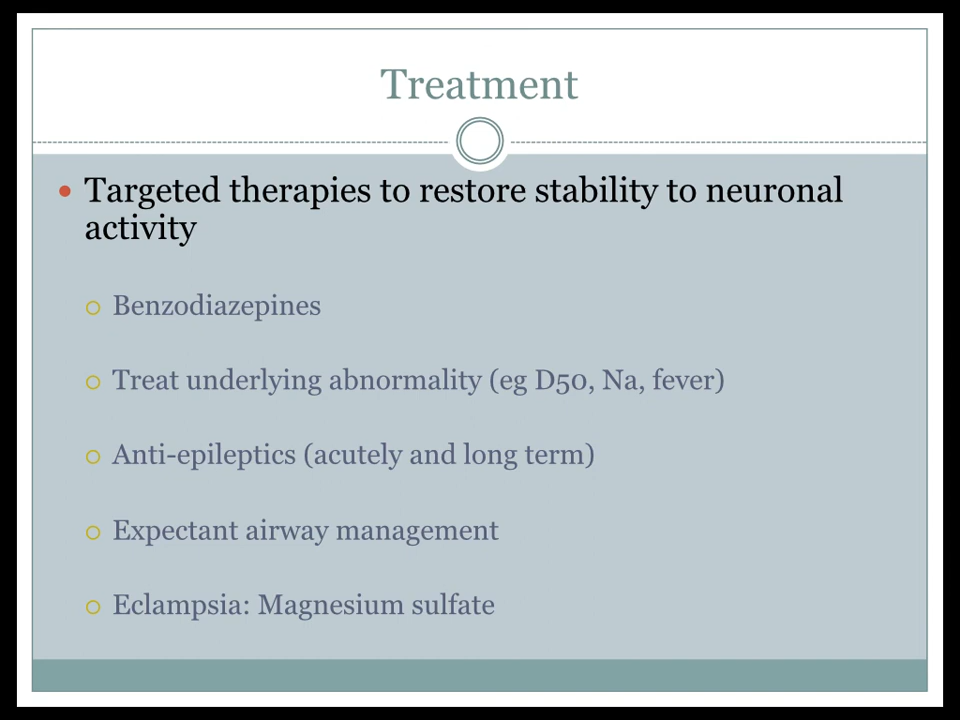 Treatment
Targeted therapies to restore stability to neuronal
activity
Benzodiazepines
Treat underlying abnormality (eg D50, Na, fever)
Anti-epileptics (acutely and long term)
Expectant airway management
Eclampsia: Magnesium sulfate